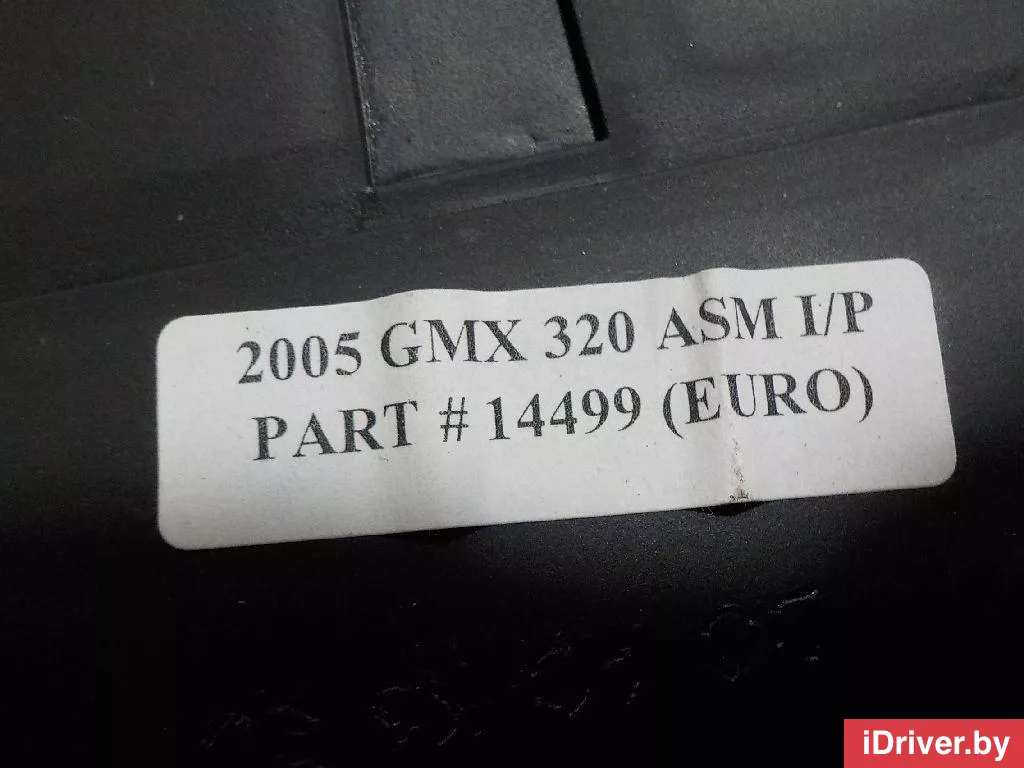 2005 GMX 320 ASM I/P
PART # 14499 (EURO)
iDriver.by